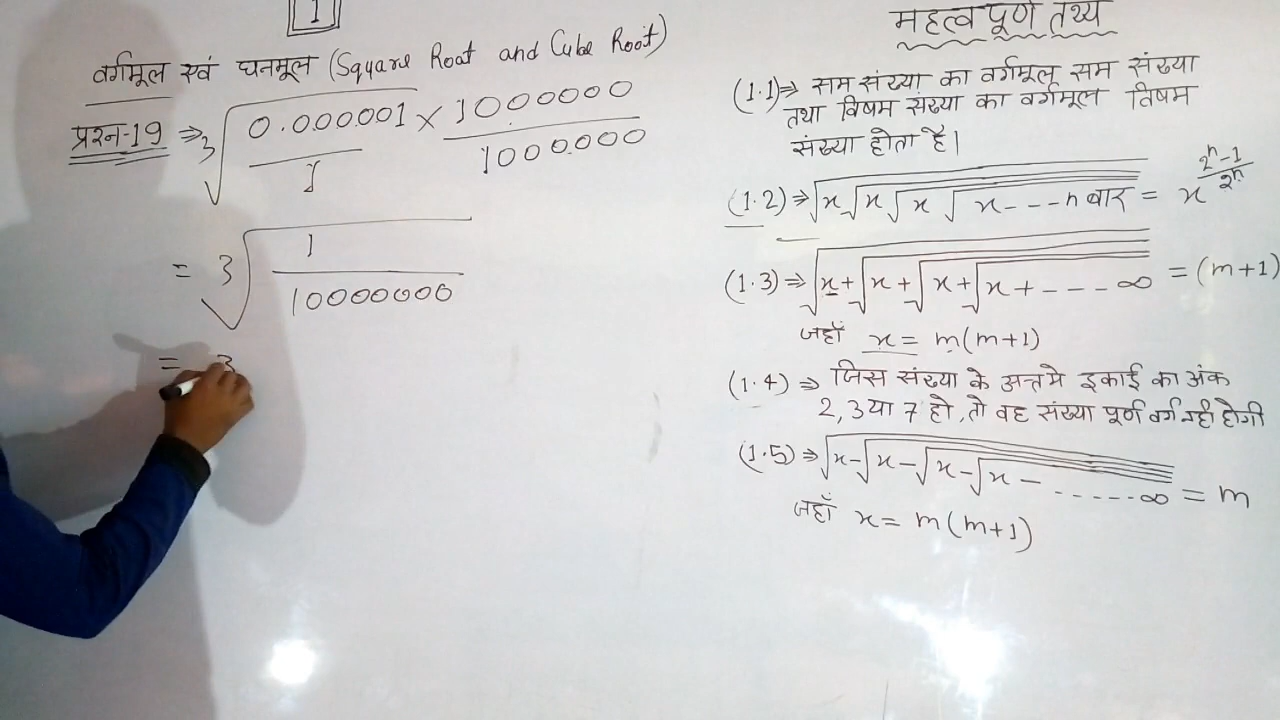 1
वर्गमूल एवं घनमूल (Square Root and Cube Root)
प्रश्न-19 ⇒ ∛(0.000001/1 × 1000000/1000000)
= ∛(1/10000000)
= 3
महत्वपूर्ण तथ्य
(1.1)⇒ सम संख्या का वर्गमूल सम संख्या
तथा विषम संख्या का वर्गमूल विषम
संख्या होता है।
(1.2)⇒ √x√x√x√x---n बार = x^((2^n-1)/2^n)
(1.3)⇒ √x+√x+√x+√x+---∞ = (m+1)
जहाँ x = m(m+1)
(1.4)⇒ जिस संख्या के अन्त मे इकाई का अंक
2,3 या 7 हो, तो वह संख्या पूर्ण वर्ग नही होगी
(1.5)⇒ √x-√x-√x-√x-......∞ = m
जहाँ x = m(m+1)